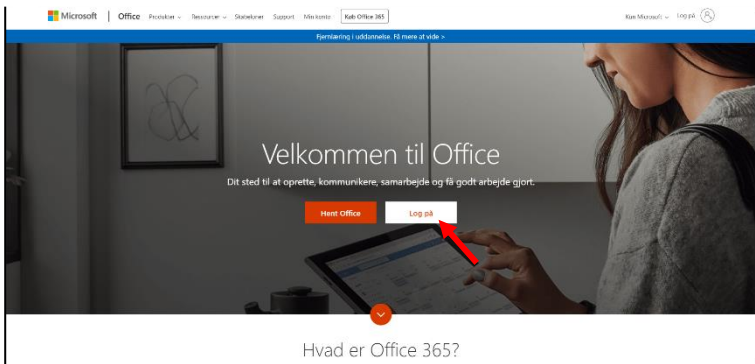 Microsoft Office Produkter Ressourcer Skabeloner Support Min konto Køb Office 365 Kun Microsoft Log på
Fjernlæring i uddannelse. Få mere at vide >
Velkommen til Office
Dit sted til at oprette, kommunikere, samarbejde og få godt arbejde gjort.
Hent Office Log på
Hvad er Office 365?